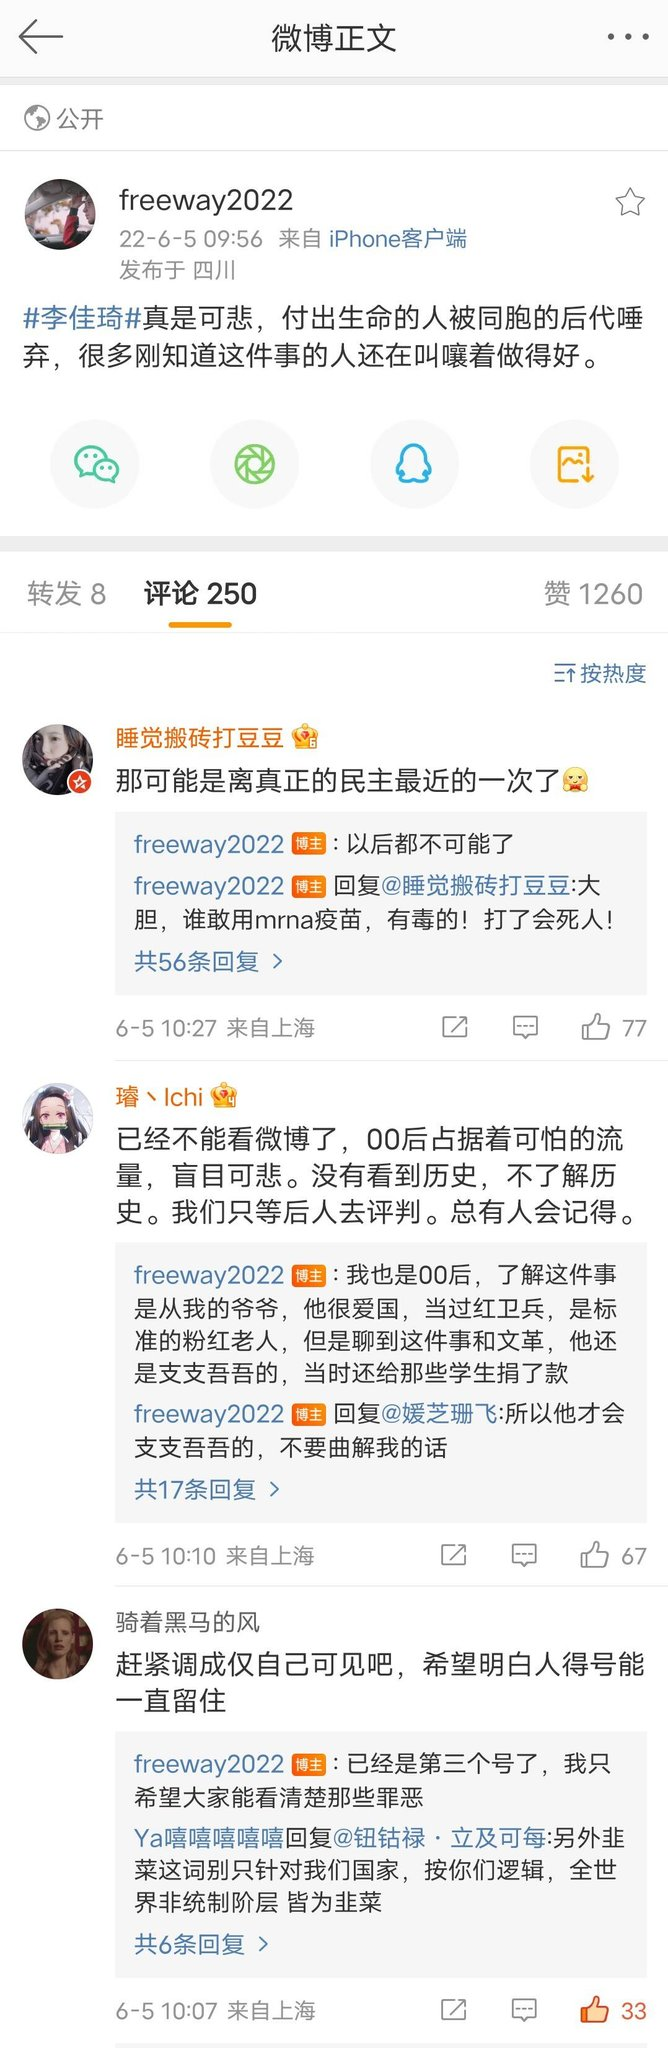 微博正文
公开
freeway2022
22-6-5 09:56 来自 iPhone客户端
发布于 四川
#李佳琦#真是可悲，付出生命的人被同胞的后代唾
弃，很多刚知道这件事的人还在叫嚷着做得好。
转发 8 评论 250 赞 1260
按热度
睡觉搬砖打豆豆
那可能是离真正的民主最近的一次了
freeway2022 博主：以后都不可能了
freeway2022 博主 回复@睡觉搬砖打豆豆:大
胆，谁敢用mrna疫苗，有毒的！打了会死人！
共56条回复 >
6-5 10:27 来自上海 77
璿丶Ichi
已经不能看微博了，00后占据着可怕的流
量，盲目可悲。没有看到历史，不了解历
史。我们只等后人去评判。总有人会记得。
freeway2022 博主：我也是00后，了解这件事
是从我的爷爷，他很爱国，当过红卫兵，是标
准的粉红老人，但是聊到这件事和文革，他还
是支支吾吾的，当时还给那些学生捐了款
freeway2022 博主 回复@媛芝珊飞:所以他才会
支支吾吾的，不要曲解我的话
共17条回复 >
6-5 10:10 来自上海 67
骑着黑马的风
赶紧调成仅自己可见吧，希望明白人得号能
一直留住
freeway2022 博主：已经是第三个号了，我只
希望大家能看清楚那些罪恶
Ya嘻嘻嘻嘻嘻回复@钮钴禄·立及可每:另外韭
菜这词别只针对我们国家，按你们逻辑，全世
界非统制阶层 皆为韭菜
共6条回复 >
6-5 10:07 来自上海 33